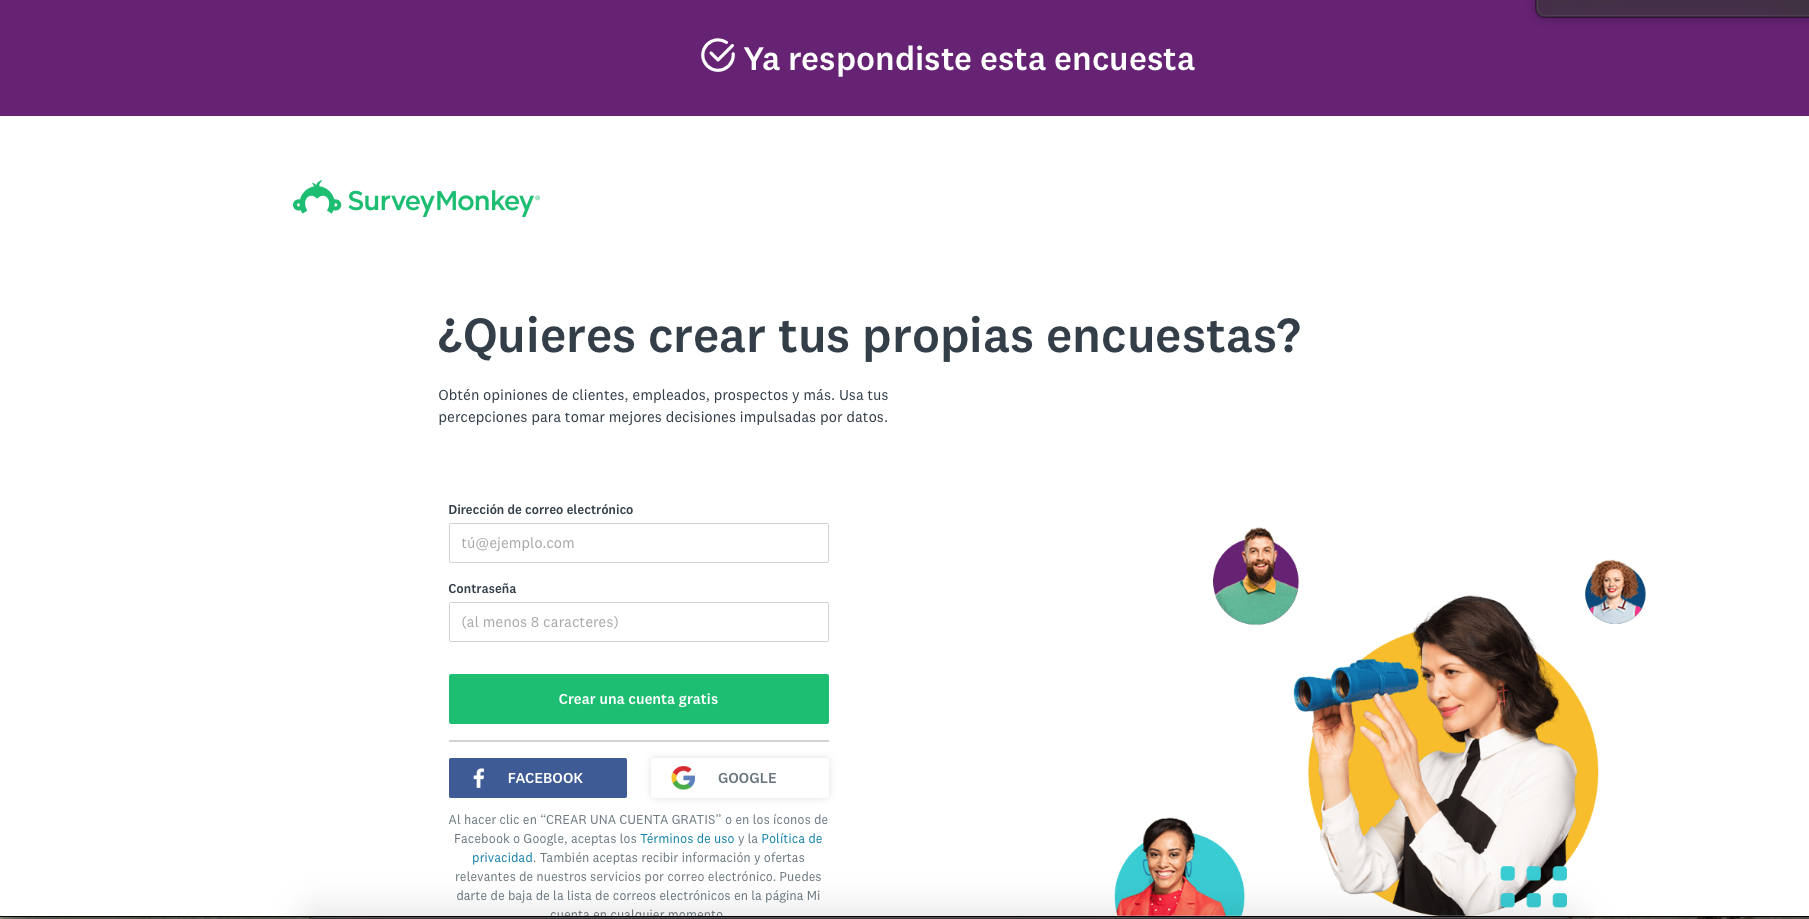 Ya respondiste esta encuesta
SurveyMonkey®
¿Quieres crear tus propias encuestas?
Obtén opiniones de clientes, empleados, prospectos y más. Usa tus
percepciones para tomar mejores decisiones impulsadas por datos.
Dirección de correo electrónico
tú@ejemplo.com
Contraseña
(al menos 8 caracteres)
Crear una cuenta gratis
FACEBOOK
GOOGLE
Al hacer clic en “CREAR UNA CUENTA GRATIS” o en los íconos de
Facebook o Google, aceptas los Términos de uso y la Política de
privacidad. También aceptas recibir información y ofertas
relevantes de nuestros servicios por correo electrónico. Puedes
darte de baja de la lista de correos electrónicos en la página Mi
cuenta en cualquier momento.